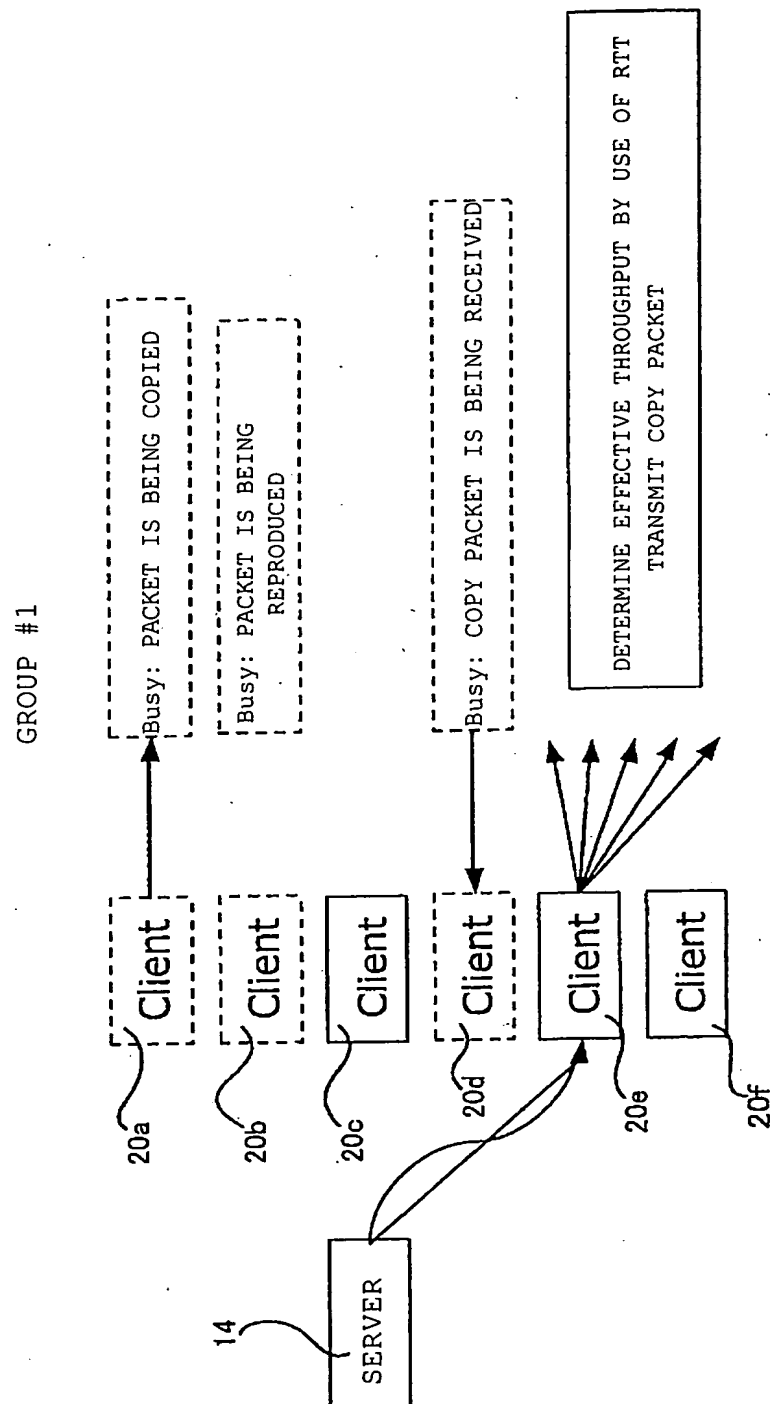 GROUP #1
14
SERVER
20a
Client
Busy: PACKET IS BEING COPIED
20b
Client
Busy: PACKET IS BEING
REPRODUCED
20c
Client
20d
Client
Busy: COPY PACKET IS BEING RECEIVED
20e
Client
DETERMINE EFFECTIVE THROUGHPUT BY USE OF RTT
TRANSMIT COPY PACKET
20f
Client